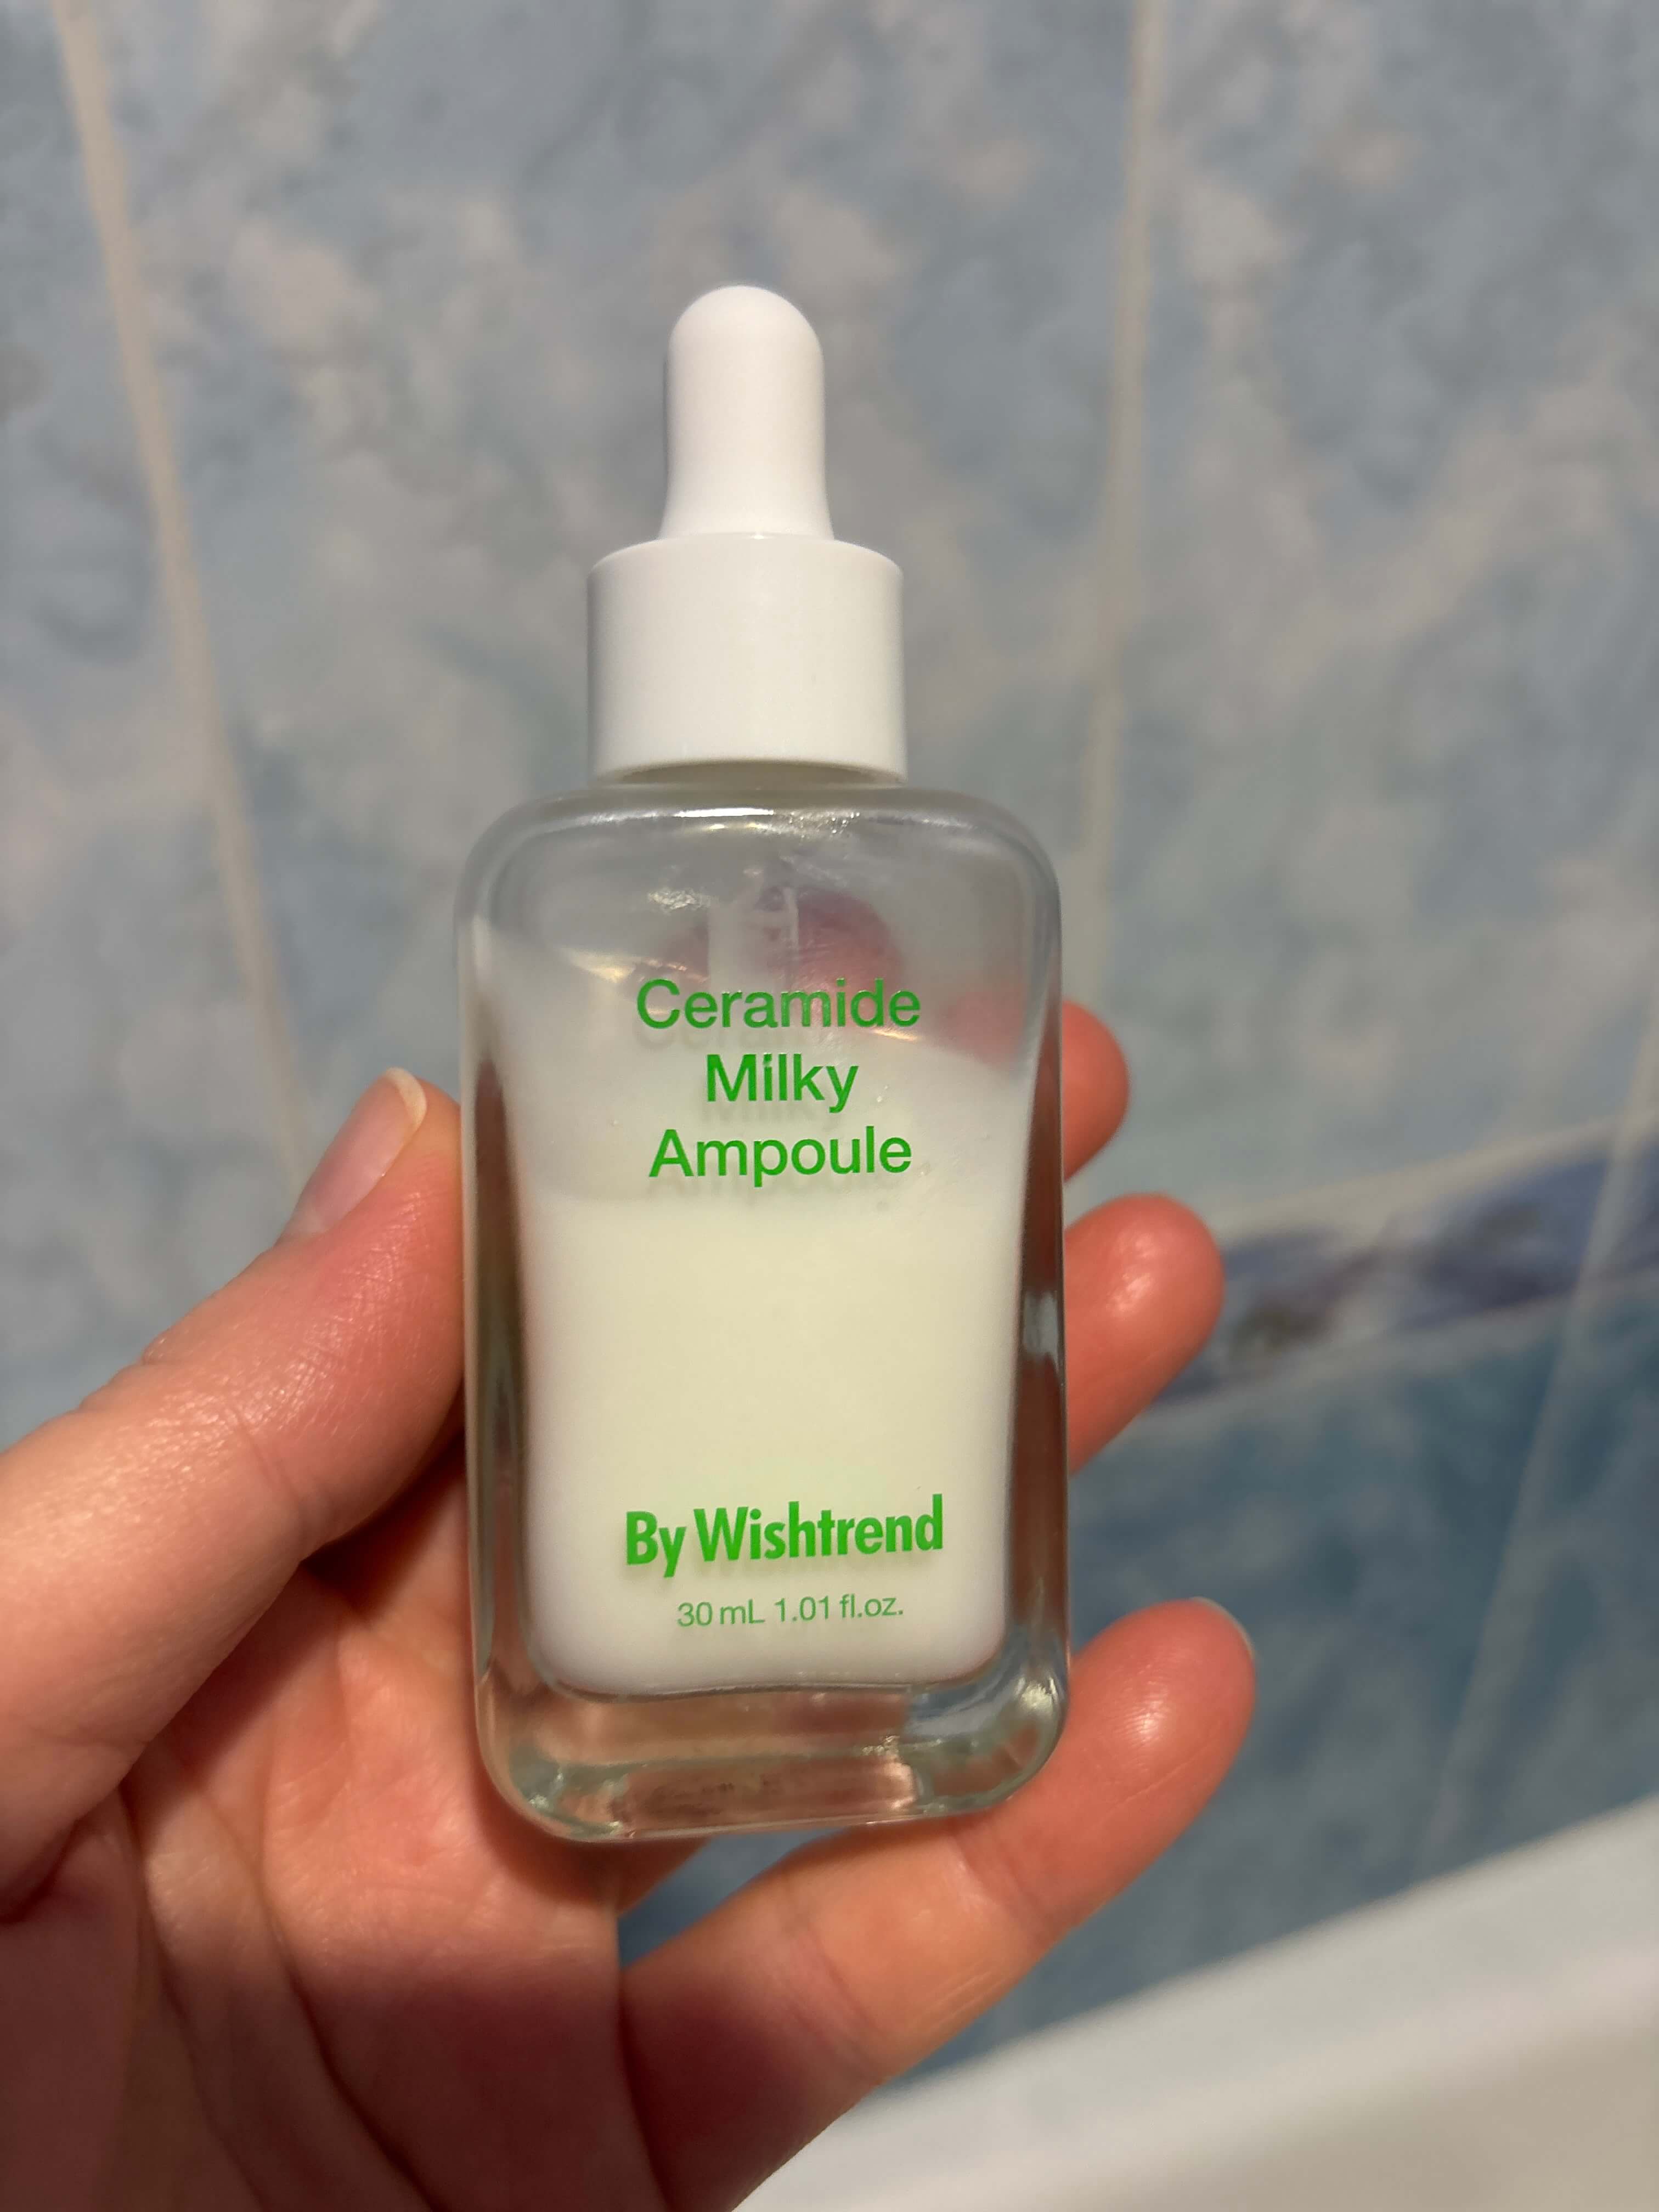 Ceramide
Milky
Ampoule
By Wishtrend
30 mL 1.01 fl.oz.